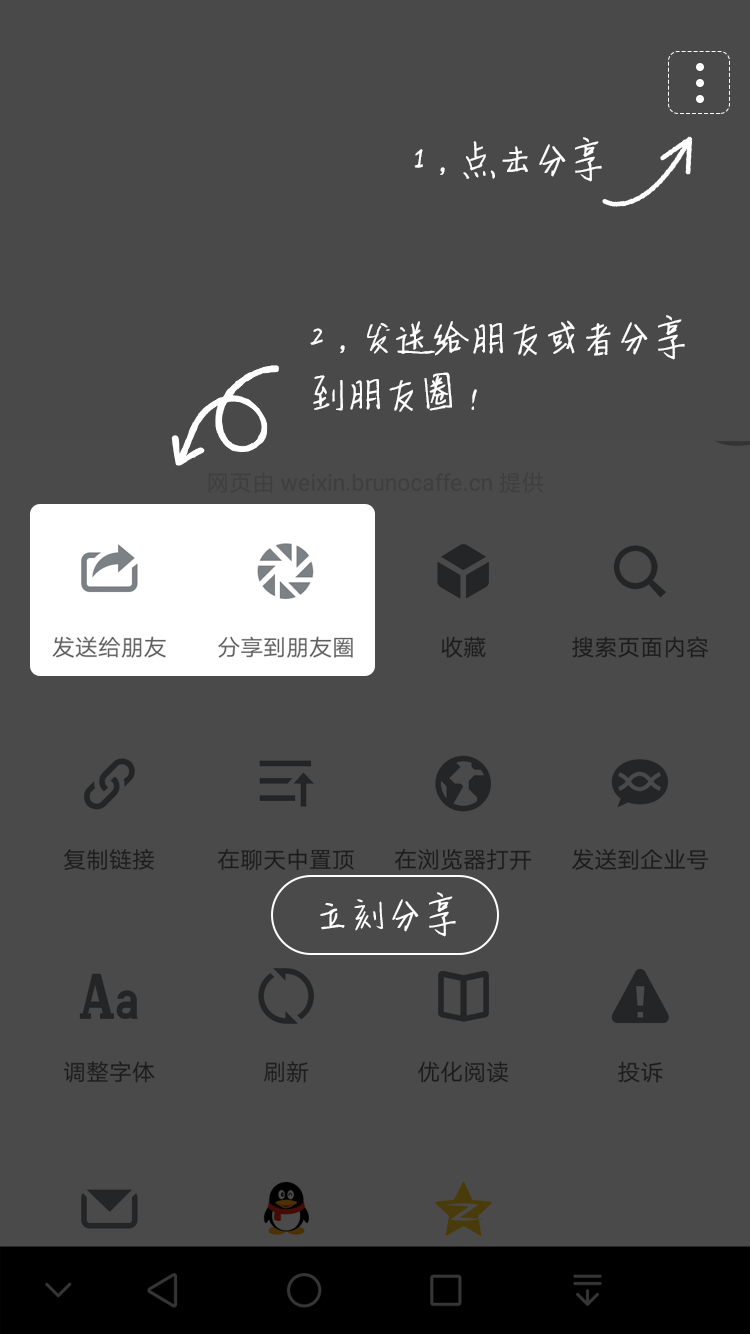 1，点击分享
2，发送给朋友或者分享
到朋友圈！
网页由 weixin.brunocaffe.cn 提供
发送给朋友 分享到朋友圈 收藏 搜索页面内容
复制链接 在聊天中置顶 在浏览器打开 发送到企业号
立刻分享
Aa
调整字体 刷新 优化阅读 投诉